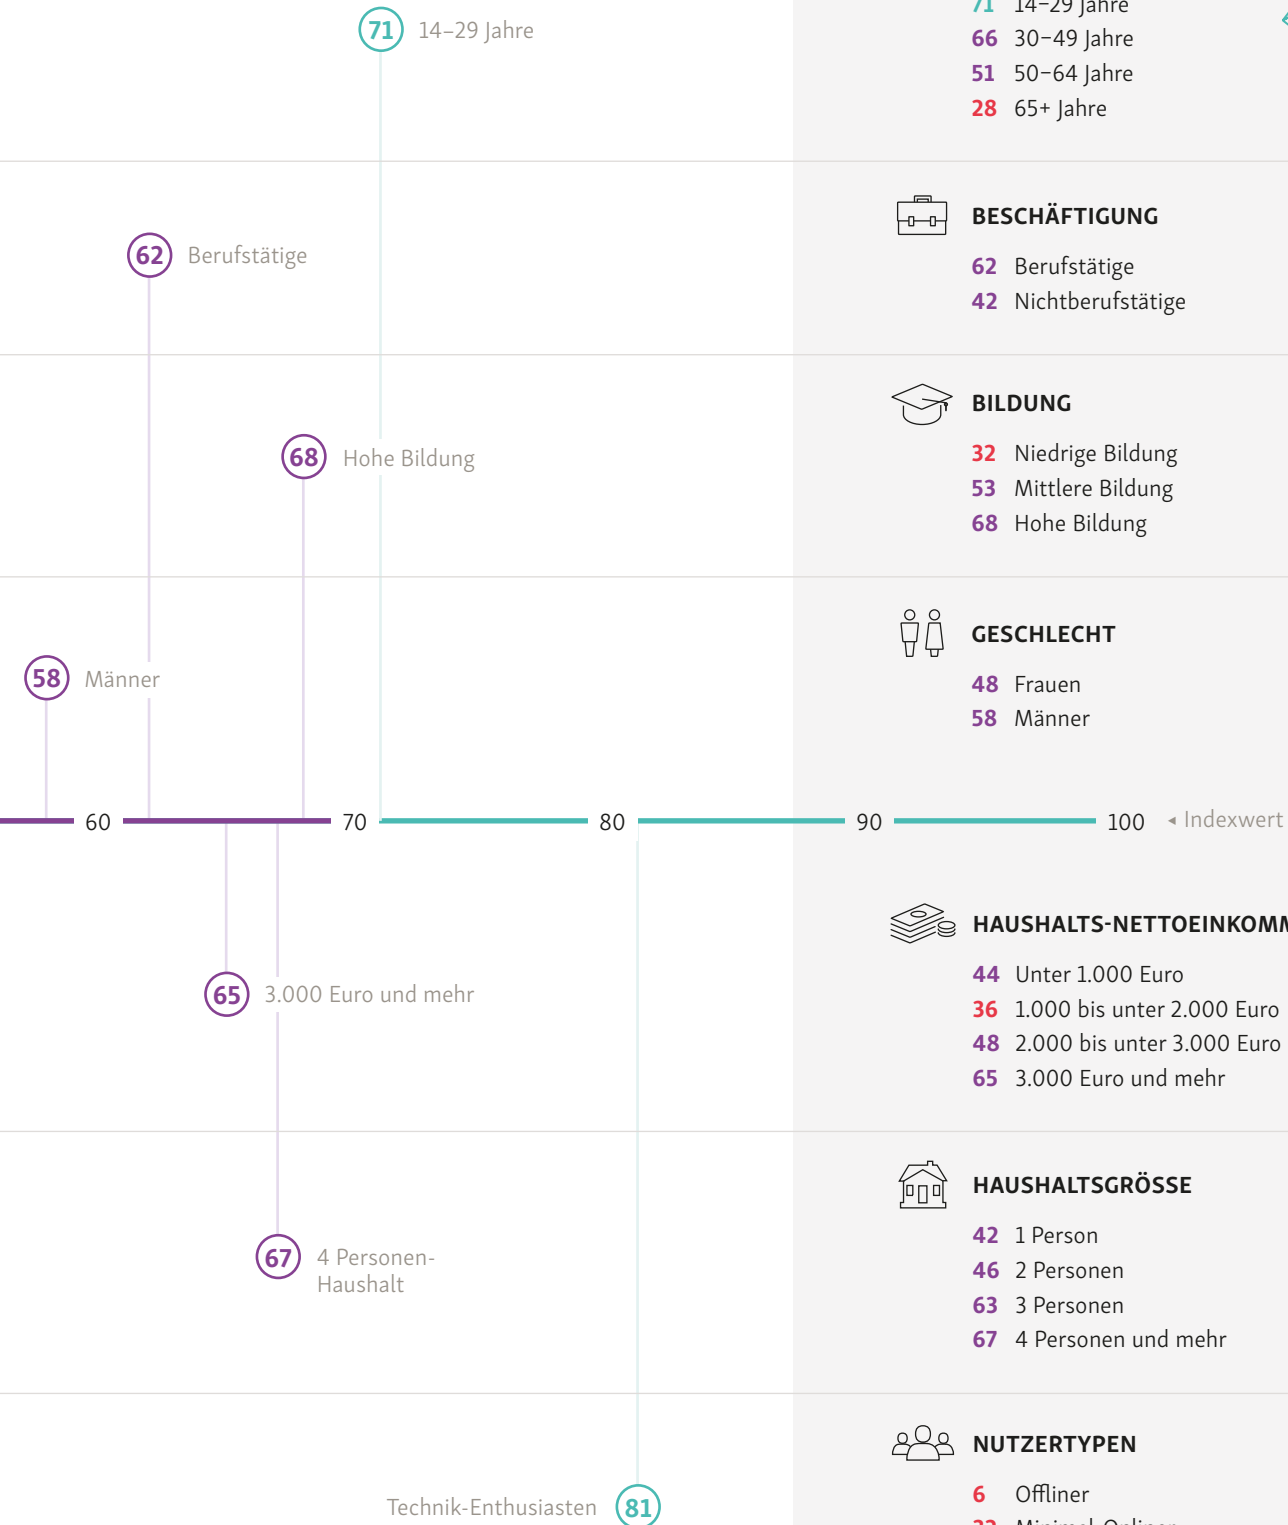 71 14–29 Jahre
62 Berufstätige
68 Hohe Bildung
58 Männer
60 70 80 90 100 ◂ Indexwert
65 3.000 Euro und mehr
67 4 Personen-
Haushalt
Technik-Enthusiasten 81
71 14–29 Jahre
66 30–49 Jahre
51 50–64 Jahre
28 65+ Jahre
BESCHÄFTIGUNG
62 Berufstätige
42 Nichtberufstätige
BILDUNG
32 Niedrige Bildung
53 Mittlere Bildung
68 Hohe Bildung
GESCHLECHT
48 Frauen
58 Männer
HAUSHALTS-NETTOEINKOMM
44 Unter 1.000 Euro
36 1.000 bis unter 2.000 Euro
48 2.000 bis unter 3.000 Euro
65 3.000 Euro und mehr
HAUSHALTSGRÖSSE
42 1 Person
46 2 Personen
63 3 Personen
67 4 Personen und mehr
NUTZERTYPEN
6 Offliner